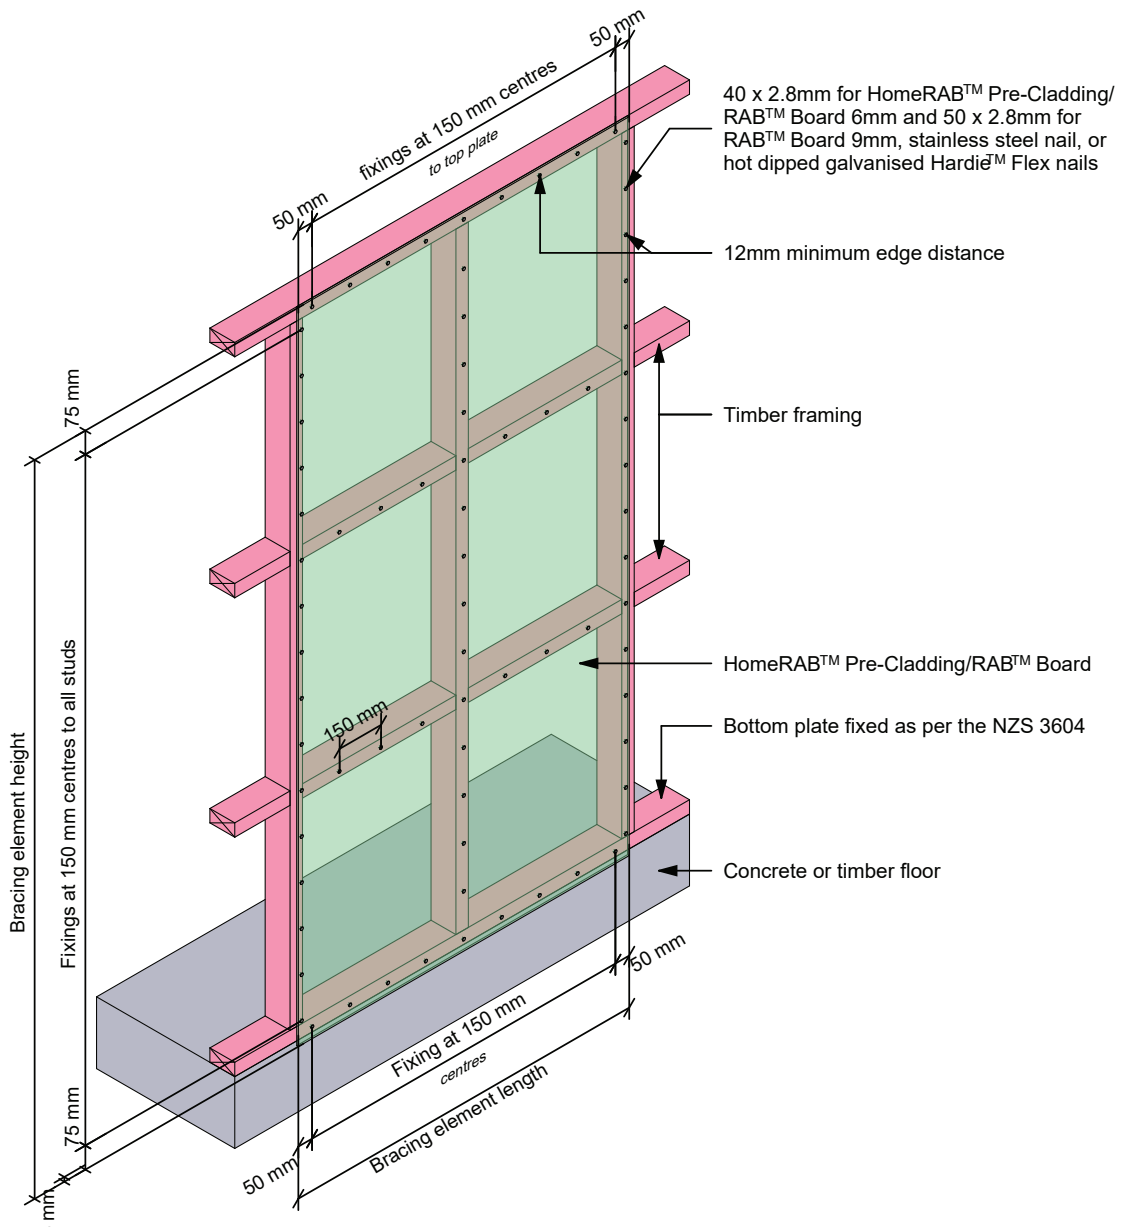 50 mm
fixings at 150 mm centres
to top plate
50 mm
40 x 2.8mm for HomeRAB™ Pre-Cladding/
RAB™ Board 6mm and 50 x 2.8mm for
RAB™ Board 9mm, stainless steel nail, or
hot dipped galvanised Hardie™ Flex nails
12mm minimum edge distance
75 mm
Timber framing
Bracing element height
Fixings at 150 mm centres to all studs
150 mm
HomeRAB™ Pre-Cladding/RAB™ Board
Bottom plate fixed as per the NZS 3604
Concrete or timber floor
50 mm
Fixing at 150 mm
centres
Bracing element length
75 mm
50 mm
mm